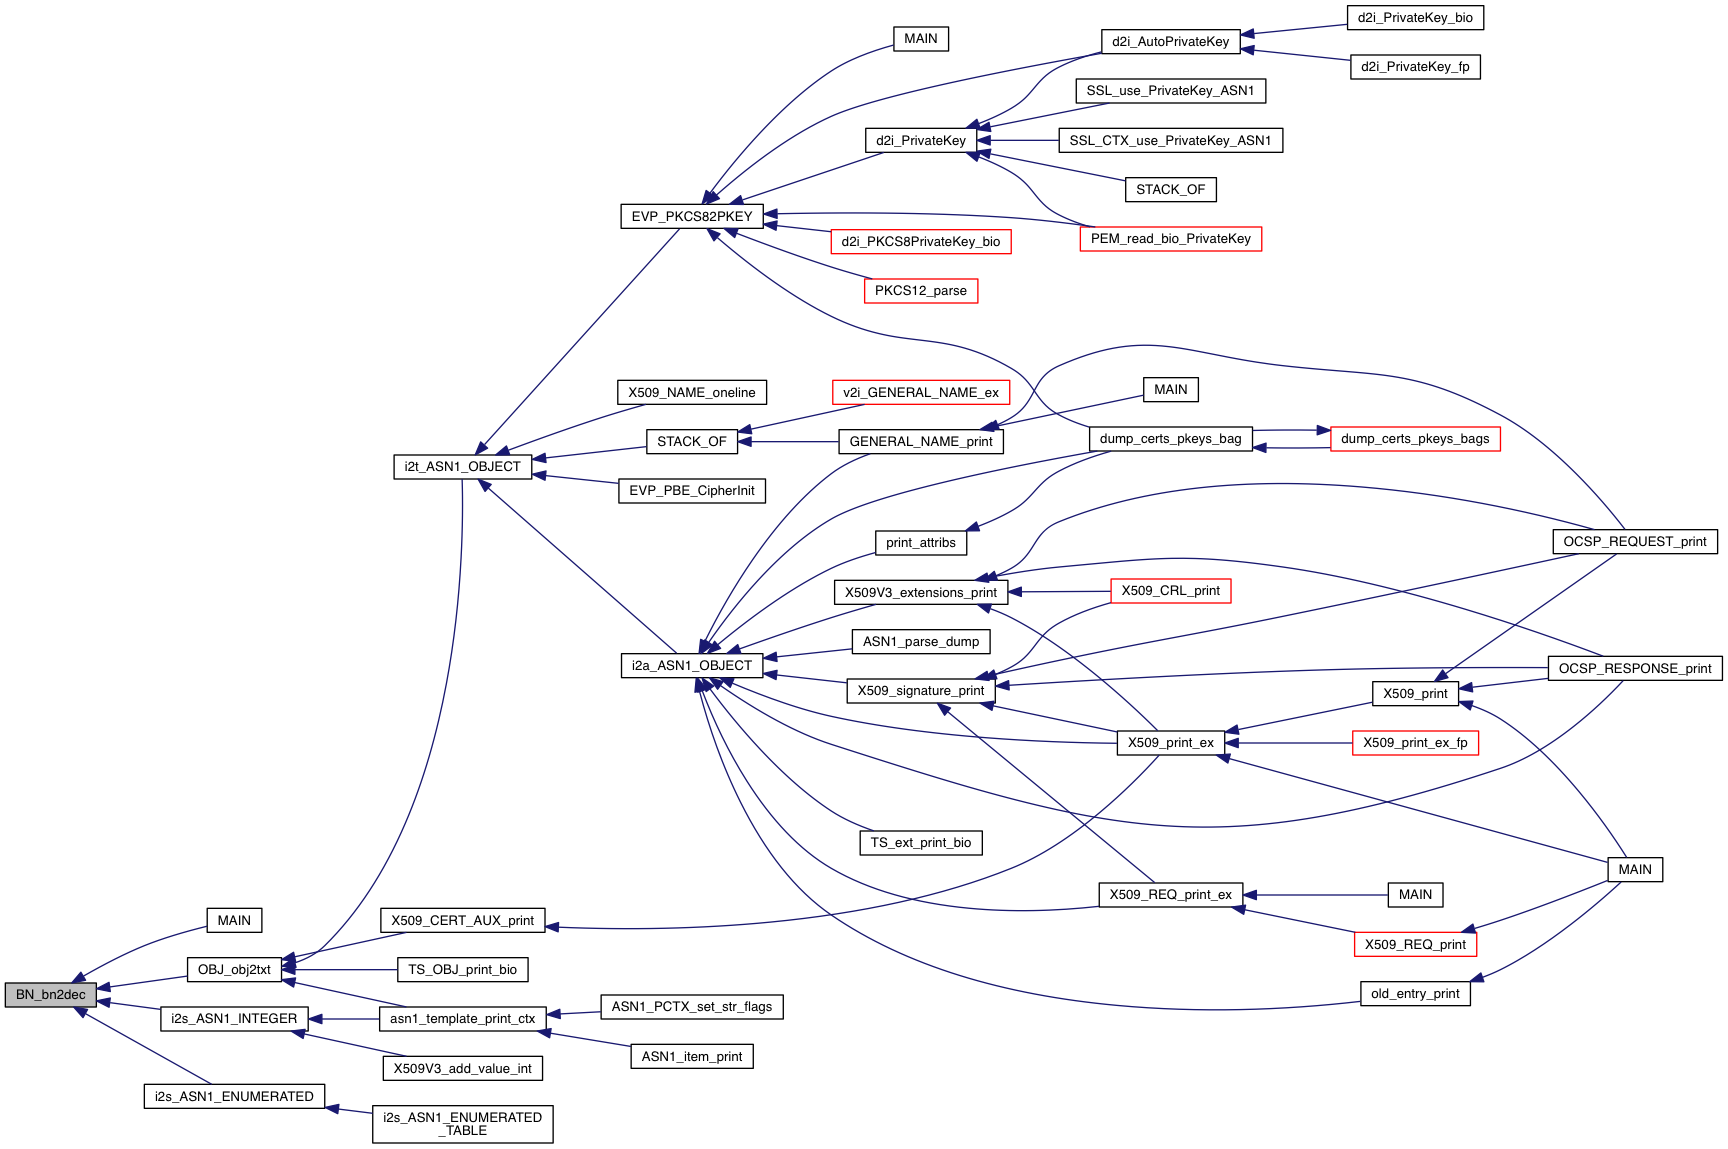 d2i_PrivateKey_bio
MAIN
d2i_AutoPrivateKey
d2i_PrivateKey_fp
SSL_use_PrivateKey_ASN1
d2i_PrivateKey
SSL_CTX_use_PrivateKey_ASN1
STACK_OF
EVP_PKCS82PKEY
d2i_PKCS8PrivateKey_bio
PEM_read_bio_PrivateKey
PKCS12_parse
X509_NAME_oneline
v2i_GENERAL_NAME_ex
MAIN
STACK_OF
GENERAL_NAME_print
dump_certs_pkeys_bag
dump_certs_pkeys_bags
i2t_ASN1_OBJECT
EVP_PBE_CipherInit
print_attribs
OCSP_REQUEST_print
X509V3_extensions_print
X509_CRL_print
ASN1_parse_dump
i2a_ASN1_OBJECT
OCSP_RESPONSE_print
X509_signature_print
X509_print
X509_print_ex
X509_print_ex_fp
TS_ext_print_bio
MAIN
X509_REQ_print_ex
MAIN
MAIN
X509_CERT_AUX_print
X509_REQ_print
OBJ_obj2txt
TS_OBJ_print_bio
BN_bn2dec
old_entry_print
ASN1_PCTX_set_str_flags
i2s_ASN1_INTEGER
asn1_template_print_ctx
ASN1_item_print
X509V3_add_value_int
i2s_ASN1_ENUMERATED
i2s_ASN1_ENUMERATED
_TABLE